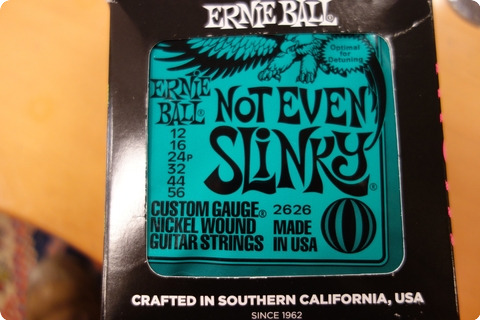 ERNIE BALL
Optimal
for
Detuning
ERNIE
BALL®
NOT EVEN
SLINKY®
12
16
24P
32
44
56
CUSTOM GAUGE® 2626
NICKEL WOUND MADE
GUITAR STRINGS IN USA
CRAFTED IN SOUTHERN CALIFORNIA, USA
SINCE 1962